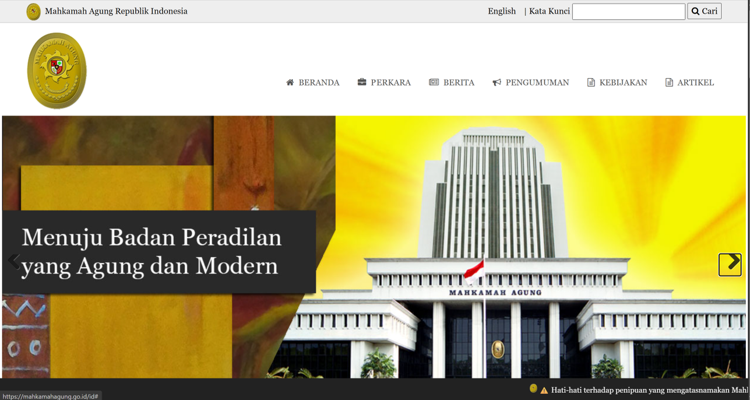 Mahkamah Agung Republik Indonesia
English | Kata Kunci Cari
BERANDA PERKARA BERITA PENGUMUMAN KEBIJAKAN ARTIKEL
Menuju Badan Peradilan
yang Agung dan Modern
MAHKAMAH AGUNG
Hati-hati terhadap penipuan yang mengatasnamakan Mahk
https://mahkamahagung.go.id/id#